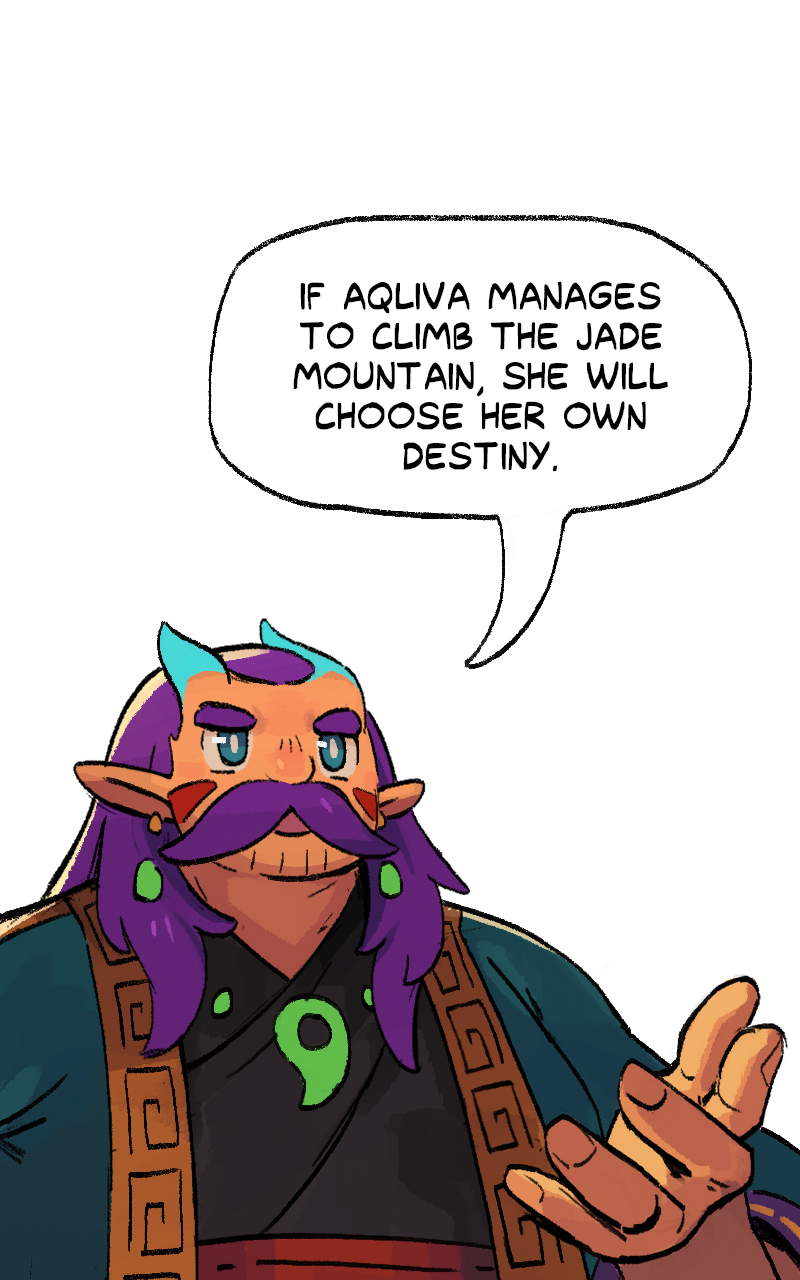 IF AQLIVA MANAGES
TO CLIMB THE JADE
MOUNTAIN, SHE WILL
CHOOSE HER OWN
DESTINY.